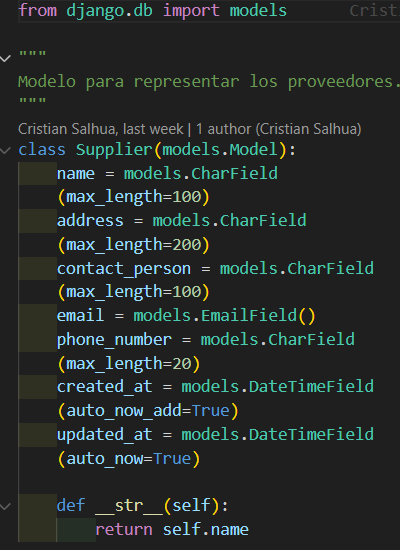 from django.db import models Crist
"""
Modelo para representar los proveedores.
"""
Cristian Salhua, last week | 1 author (Cristian Salhua)
class Supplier(models.Model):
name = models.CharField
(max_length=100)
address = models.CharField
(max_length=200)
contact_person = models.CharField
(max_length=100)
email = models.EmailField()
phone_number = models.CharField
(max_length=20)
created_at = models.DateTimeField
(auto_now_add=True)
updated_at = models.DateTimeField
(auto_now=True)
def __str__(self):
return self.name